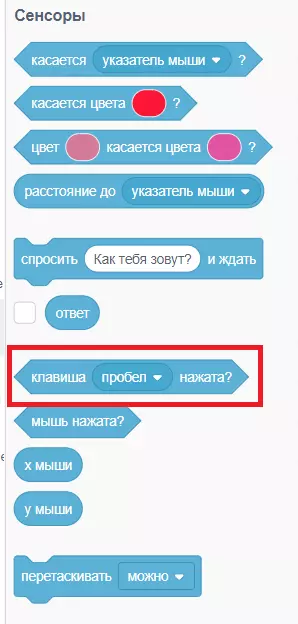 Сенсоры
касается указатель мыши ?
касается цвета ?
цвет касается цвета ?
расстояние до указатель мыши
спросить Как тебя зовут? и ждать
ответ
клавиша пробел нажата?
мышь нажата?
х мыши
у мыши
перетаскивать можно